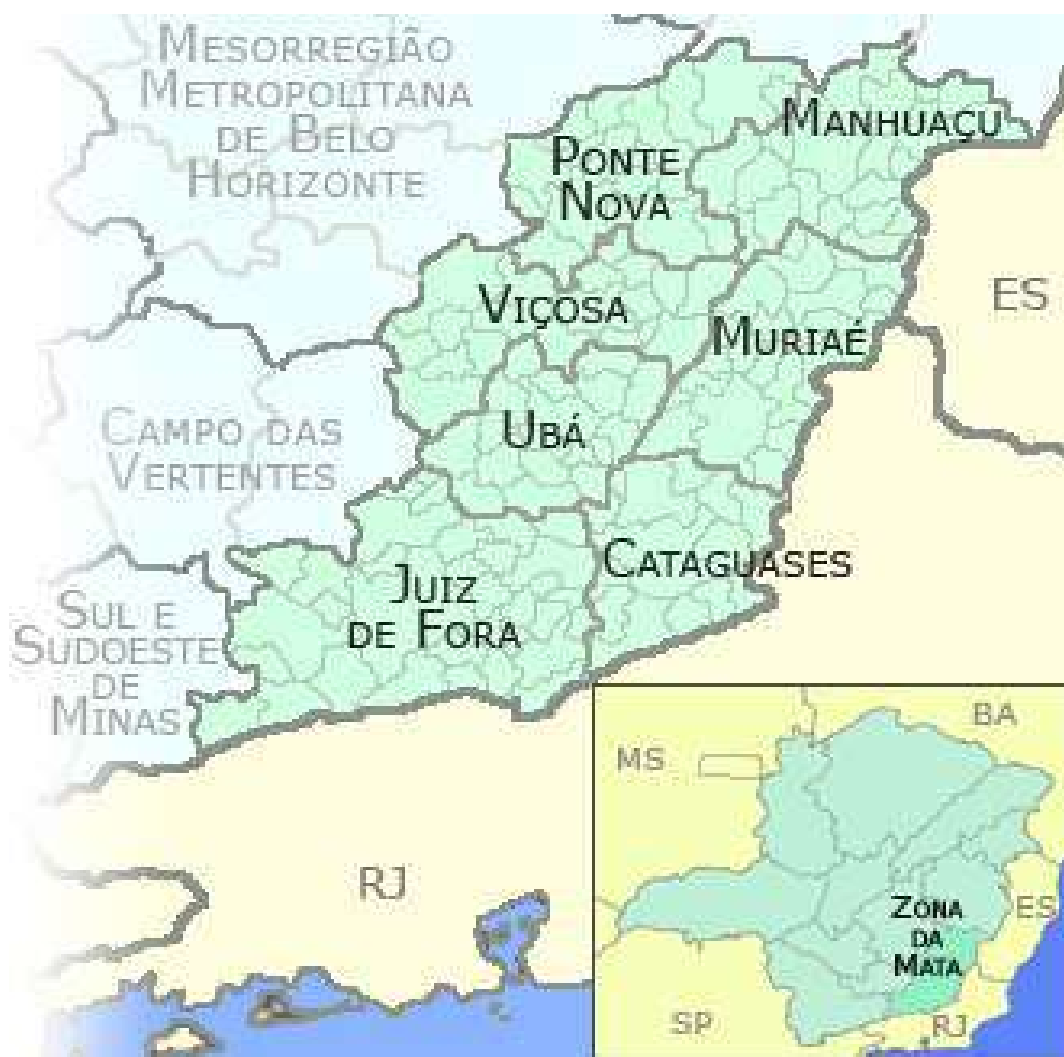 MESORREGIÃO
METROPOLITANA
DE BELO
HORIZONTE
MANHUAÇU
PONTE
NOVA
VIÇOSA
MURIAÉ
ES
CAMPO DAS
VERTENTES
UBÁ
CATAGUASES
JUIZ
DE FORA
SUL E
SUDOESTE
DE
MINAS
RJ
BA
MS
ZONA
DA
MATA
ES
SP
RJ